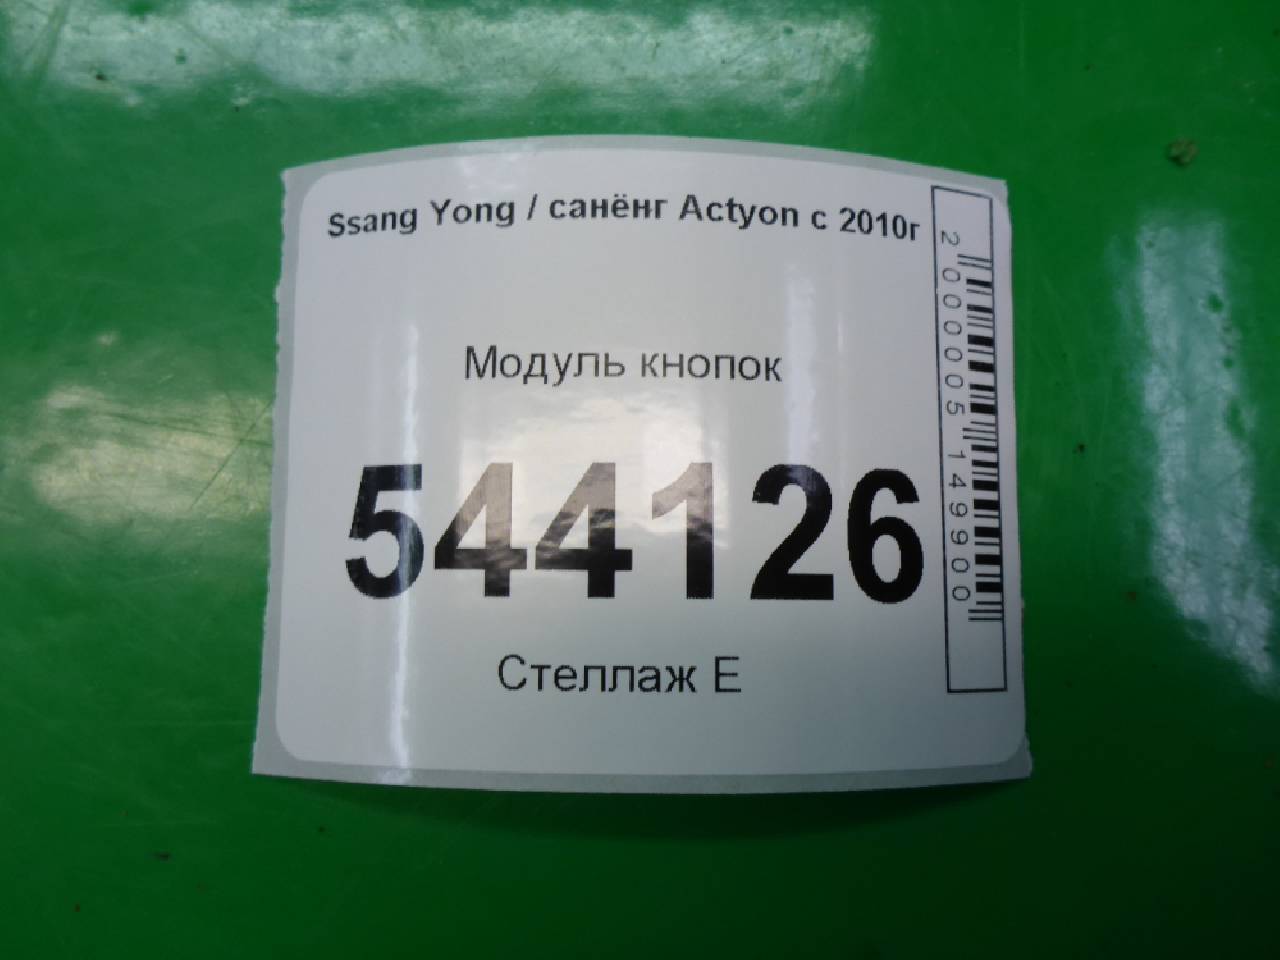 Ssang Yong / санёнг Actyon с 2010г
Модуль кнопок
544126
Стеллаж Е
2000005149900